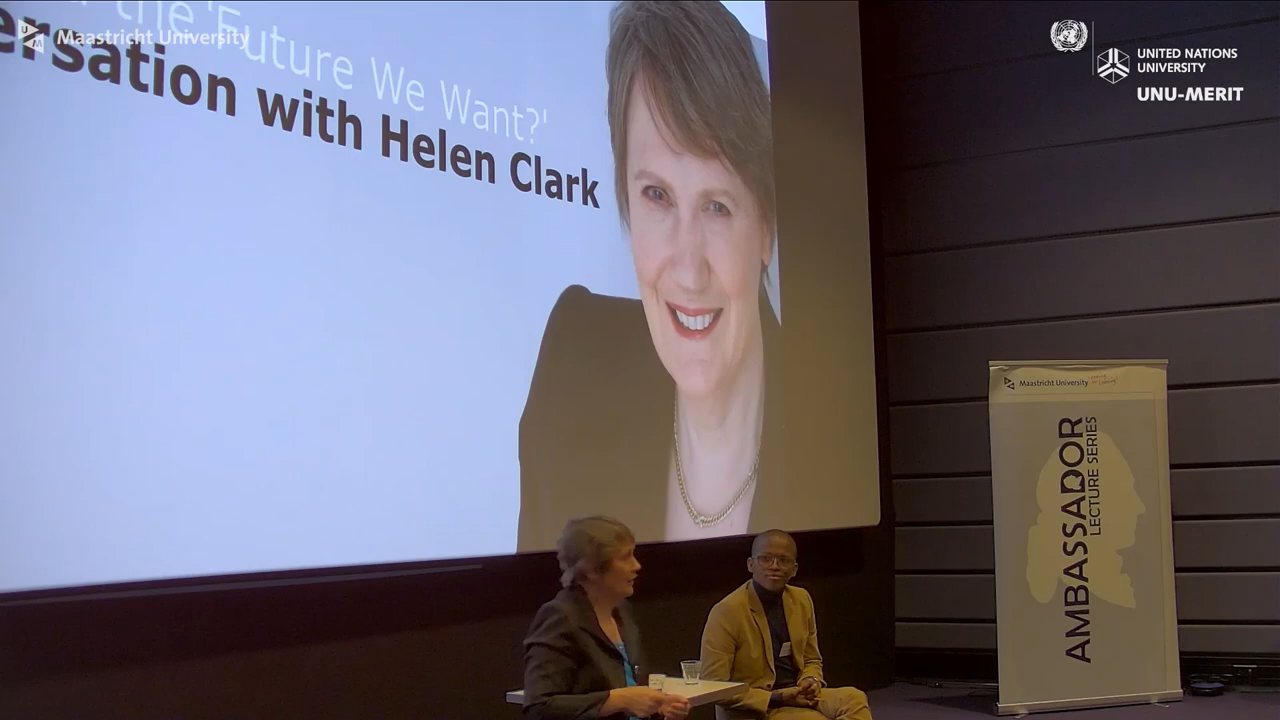 the 'Future We Want?'
ersation with Helen Clark
Maastricht University
UNITED NATIONS
UNIVERSITY
UNU-MERIT
Maastricht University
AMBASSADOR
LECTURE SERIES